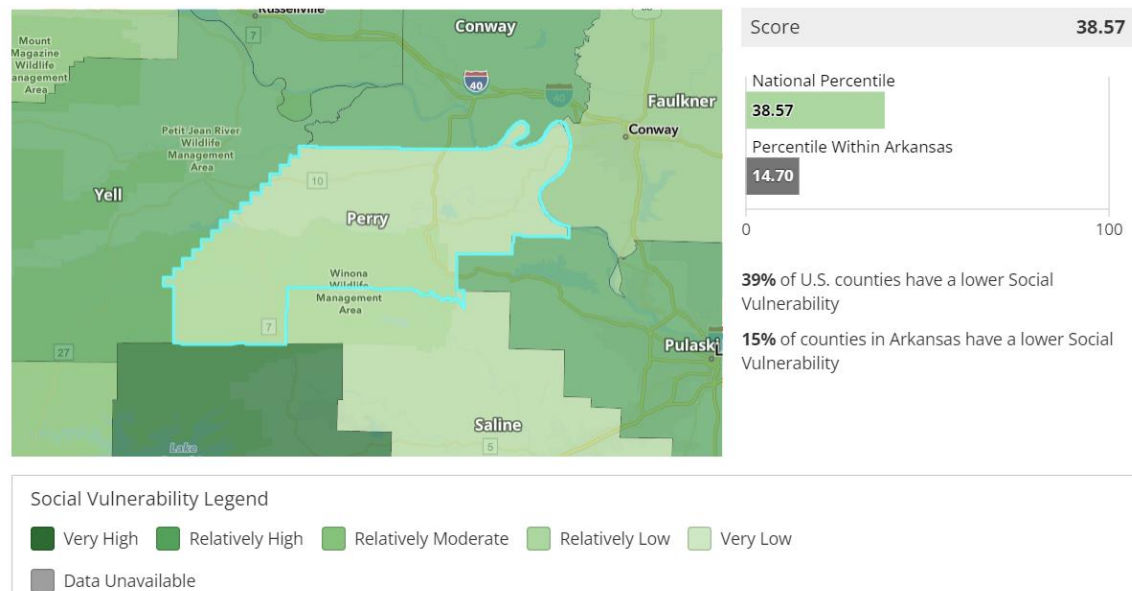 Russellville
7
Conway
Mount
Magazine
Wildlife
Management
Area
40
40
Faulkner
Conway
Petit Jean River
Wildlife
Management
Area
10
Yell
Perry
Winona
Wildlife
Management
Area
7
27
Pulaski
L
Saline
Lake
5
Score 38.57
National Percentile
38.57
Percentile Within Arkansas
14.70
0 100
39% of U.S. counties have a lower Social
Vulnerability
15% of counties in Arkansas have a lower Social
Vulnerability
Social Vulnerability Legend
Very High Relatively High Relatively Moderate Relatively Low Very Low
Data Unavailable